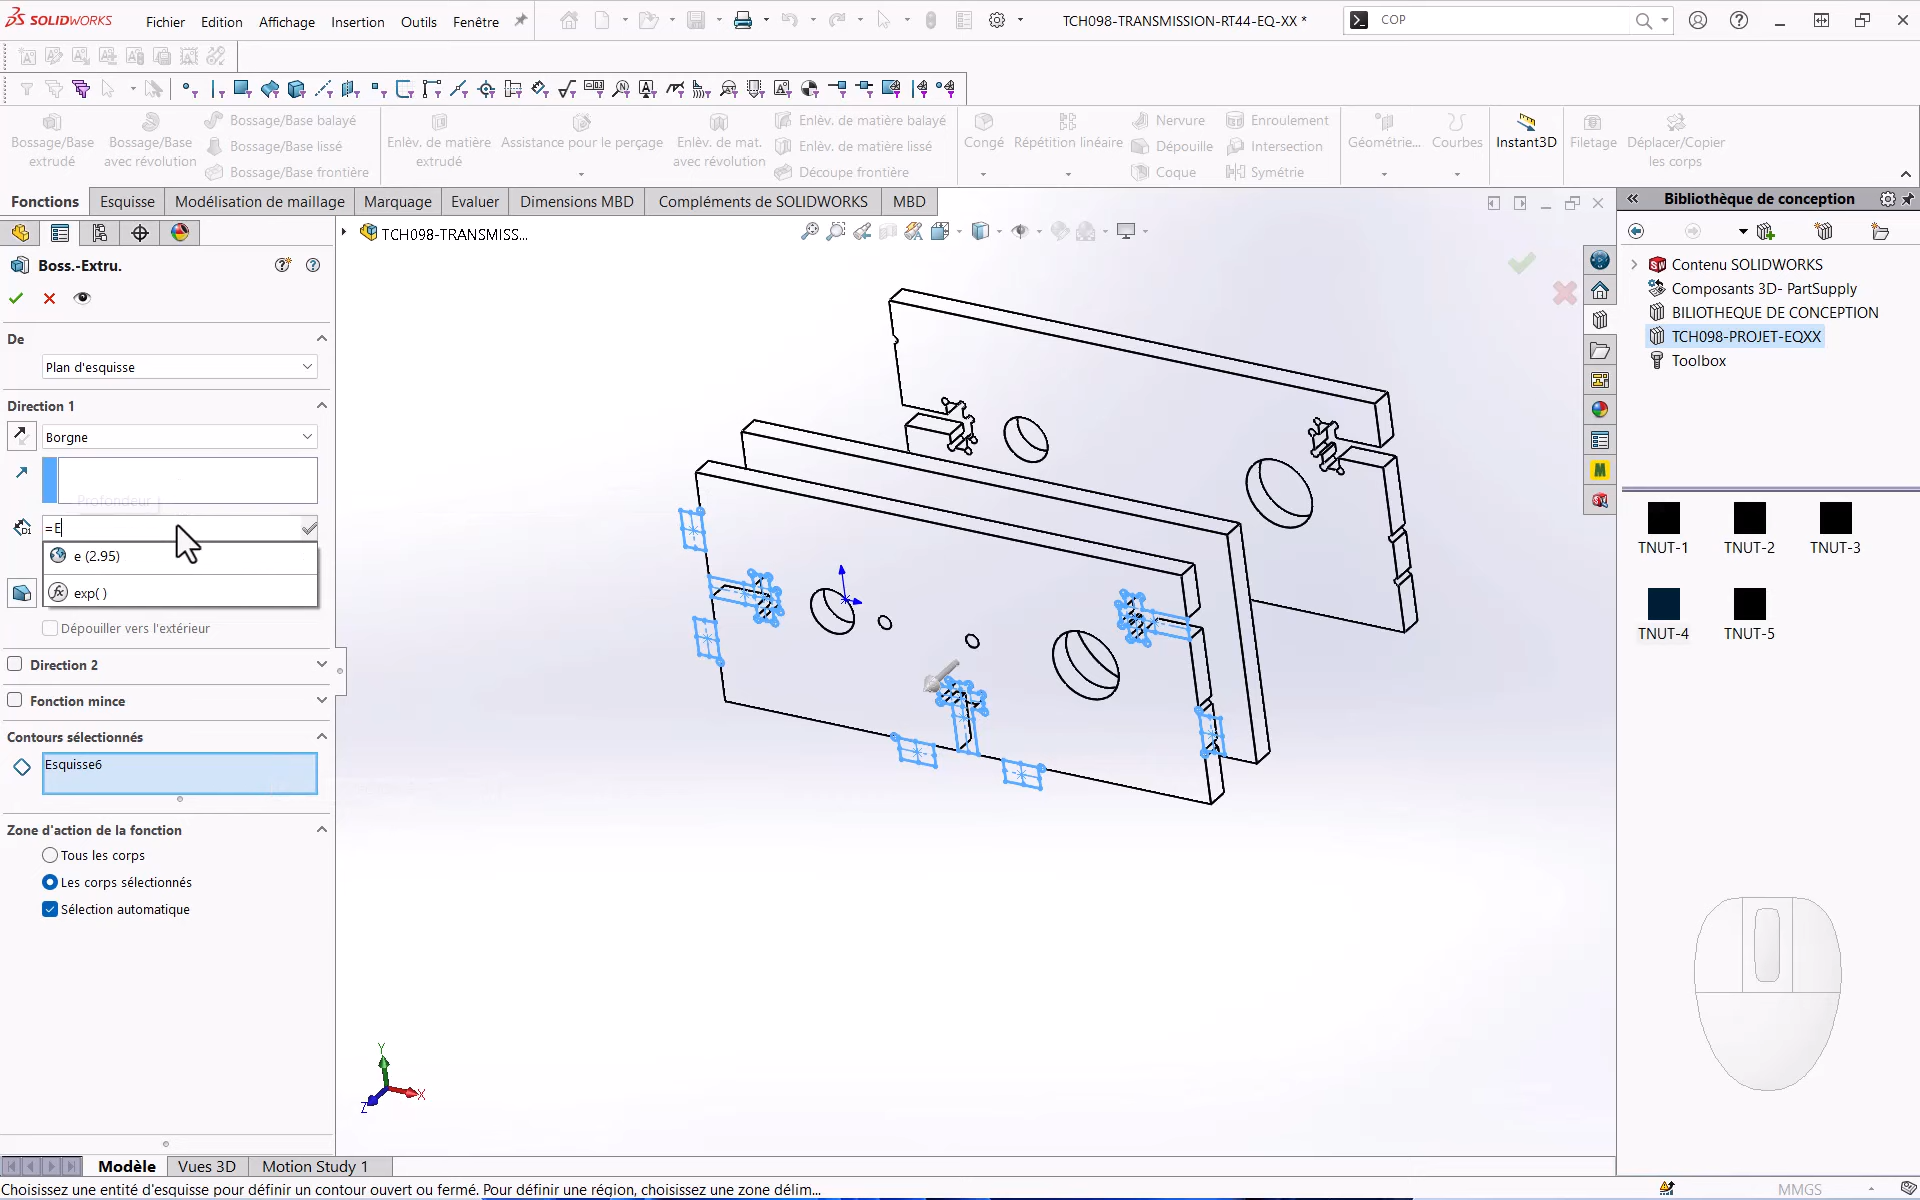 SOLIDWORKS
Fichier Edition Affichage Insertion Outils Fenêtre
TCH098-TRANSMISSION-RT44-EQ-XX *
COP
Bossage/Base extrudé
Bossage/Base avec révolution
Bossage/Base balayé
Bossage/Base lissé
Bossage/Base frontière
Enlèv. de matière extrudé
Assistance pour le perçage
Enlèv. de mat. avec révolution
Enlèv. de matière balayé
Enlèv. de matière lissé
Découpe frontière
Congé
Répétition linéaire
Nervure
Dépouille
Coque
Enroulement
Intersection
Symétrie
Géométrie...
Courbes
Instant3D
Filetage
Déplacer/Copier les corps
Fonctions Esquisse Modélisation de maillage Marquage Evaluer Dimensions MBD Compléments de SOLIDWORKS MBD
Boss.-Extru.
De
Plan d'esquisse
Direction 1
Borgne
Profondeur
D1
=E
e (2.95)
exp( )
Dépouiller vers l'extérieur
Direction 2
Fonction mince
Contours sélectionnés
Esquisse6
Zone d'action de la fonction
Tous les corps
Les corps sélectionnés
Sélection automatique
TCH098-TRANSMISS...
Y
X
Z
Bibliothèque de conception
Contenu SOLIDWORKS
Composants 3D- PartSupply
BILIOTHEQUE DE CONCEPTION
TCH098-PROJET-EQXX
Toolbox
TNUT-1 TNUT-2 TNUT-3
TNUT-4 TNUT-5
Modèle Vues 3D Motion Study 1
Choisissez une entité d'esquisse pour définir un contour ouvert ou fermé. Pour définir une région, choisissez une zone délim...
MMGS